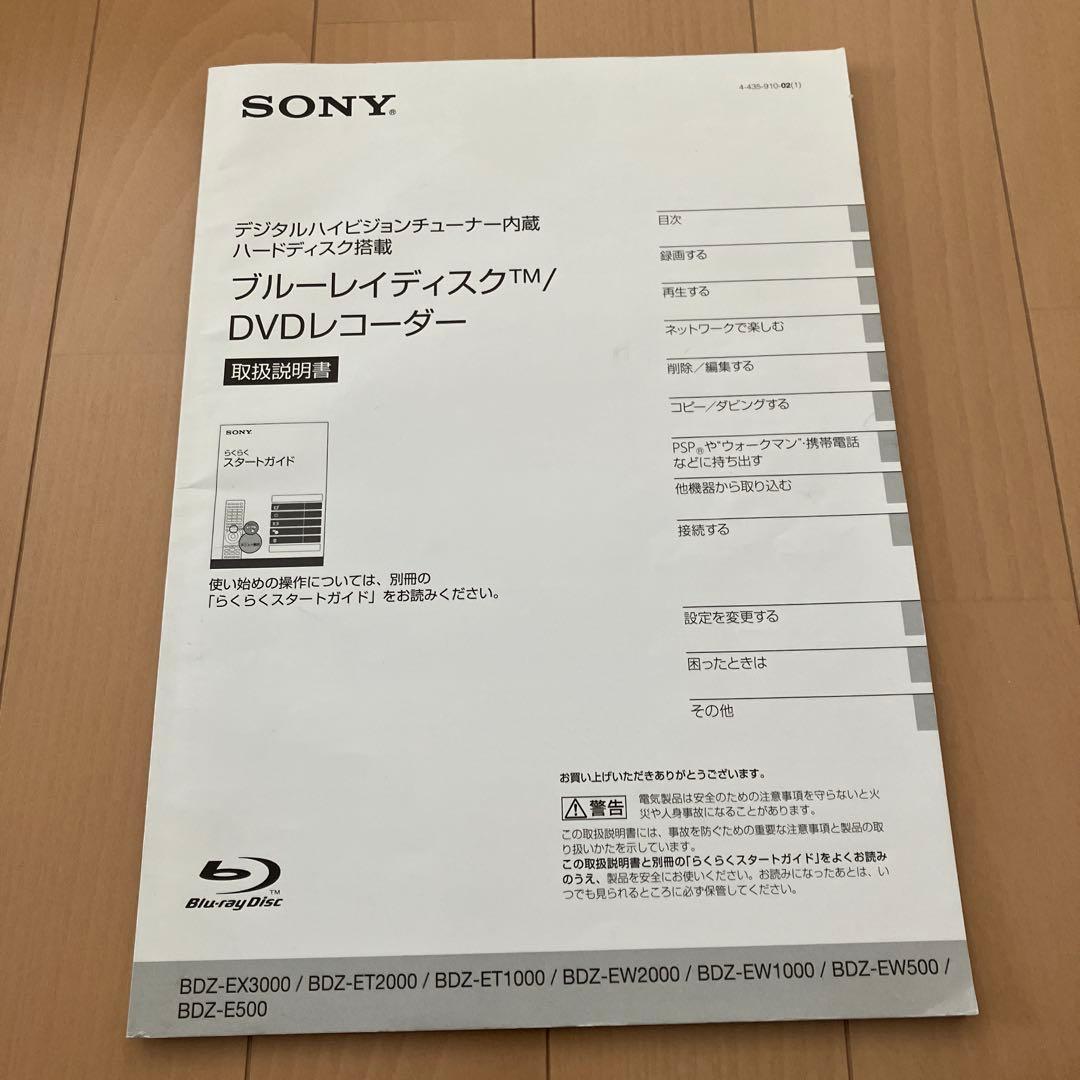 SONY®
4-435-910-02(1)
デジタルハイビジョンチューナー内蔵
ハードディスク搭載
ブルーレイディスク™/
DVDレコーダー
取扱説明書
SONY
らくらく
スタートガイド
使い始めの操作については、別冊の
「らくらくスタートガイド」をお読みください。
目次
録画する
再生する
ネットワークで楽しむ
削除／編集する
コピー／ダビングする
PSP®や“ウォークマン”・携帯電話
などに持ち出す
他機器から取り込む
接続する
設定を変更する
困ったときは
その他
お買い上げいただきありがとうございます。
警告
電気製品は安全のための注意事項を守らないと火
災や人身事故になることがあります。
この取扱説明書には、事故を防ぐための重要な注意事項と製品の取
り扱いかたを示しています。
この取扱説明書と別冊の「らくらくスタートガイド」をよくお読み
のうえ、製品を安全にお使いください。お読みになったあとは、い
つでも見られるところに必ず保管してください。
Blu-ray Disc™
BDZ-EX3000 / BDZ-ET2000 / BDZ-ET1000 / BDZ-EW2000 / BDZ-EW1000 / BDZ-EW500 /
BDZ-E500